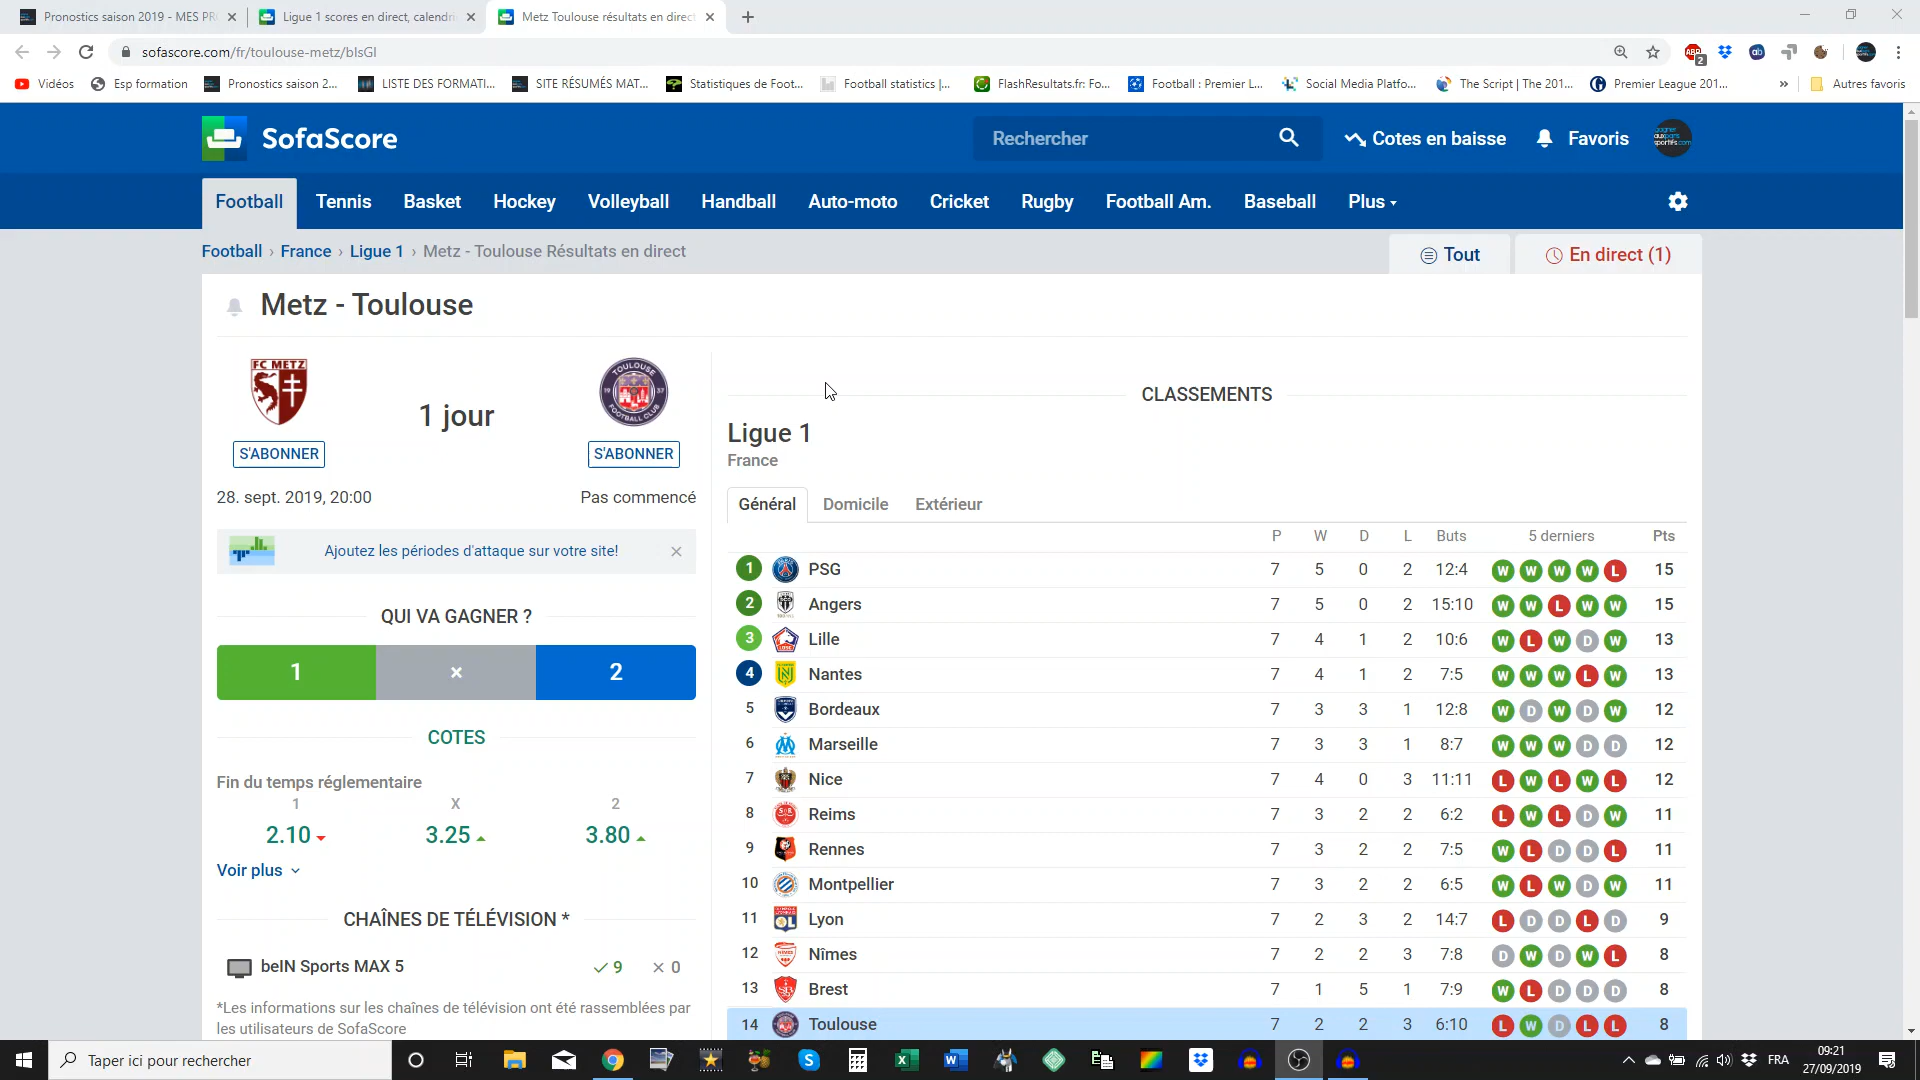 Pronostics saison 2019 - MES PR
Ligue 1 scores en direct, calendri
Metz Toulouse résultats en direct
sofascore.com/fr/toulouse-metz/blsGl
ABP
2
ab
Vidéos
Esp formation
Pronostics saison 2...
LISTE DES FORMATI...
SITE RÉSUMÉS MAT...
Statistiques de Foot...
Football statistics |...
FlashResultats.fr: Fo...
Football : Premier L...
Social Media Platfo...
The Script | The 201...
Premier League 201...
»
Autres favoris
SofaScore
Rechercher
Cotes en baisse
Favoris
gagner aux paris sportifs.com
Football
Tennis
Basket
Hockey
Volleyball
Handball
Auto-moto
Cricket
Rugby
Football Am.
Baseball
Plus
Football › France › Ligue 1 › Metz - Toulouse Résultats en direct
Tout
En direct (1)
Metz - Toulouse
FC METZ
TOULOUSE
19 37
FOOTBALL CLUB
1 jour
S'ABONNER
S'ABONNER
28. sept. 2019, 20:00
Pas commencé
Ajoutez les périodes d'attaque sur votre site!
QUI VA GAGNER ?
1 × 2
COTES
Fin du temps réglementaire
1 X 2
2.10 3.25 3.80
Voir plus
CHAÎNES DE TÉLÉVISION *
beIN Sports MAX 5
9
0
*Les informations sur les chaînes de télévision ont été rassemblées par
les utilisateurs de SofaScore
CLASSEMENTS
Ligue 1
France
Général Domicile Extérieur
P W D L Buts 5 derniers Pts
1 PSG 7 5 0 2 12:4 W W W W L 15
2 Angers 7 5 0 2 15:10 W W L W W 15
3 Lille 7 4 1 2 10:6 W L W D W 13
4 Nantes 7 4 1 2 7:5 W W W L W 13
5 Bordeaux 7 3 3 1 12:8 W D W D W 12
6 Marseille 7 3 3 1 8:7 W W W D D 12
7 Nice 7 4 0 3 11:11 L W L W L 12
8 Reims 7 3 2 2 6:2 L W L D W 11
9 Rennes 7 3 2 2 7:5 W L D D L 11
10 Montpellier 7 3 2 2 6:5 W L W D W 11
11 Lyon 7 2 3 2 14:7 L D D L D 9
12 Nîmes 7 2 2 3 7:8 D W D W L 8
13 Brest 7 1 5 1 7:9 W L D D D 8
14 Toulouse 7 2 2 3 6:10 L W D L L 8
Taper ici pour rechercher
FRA
09:21
27/09/2019